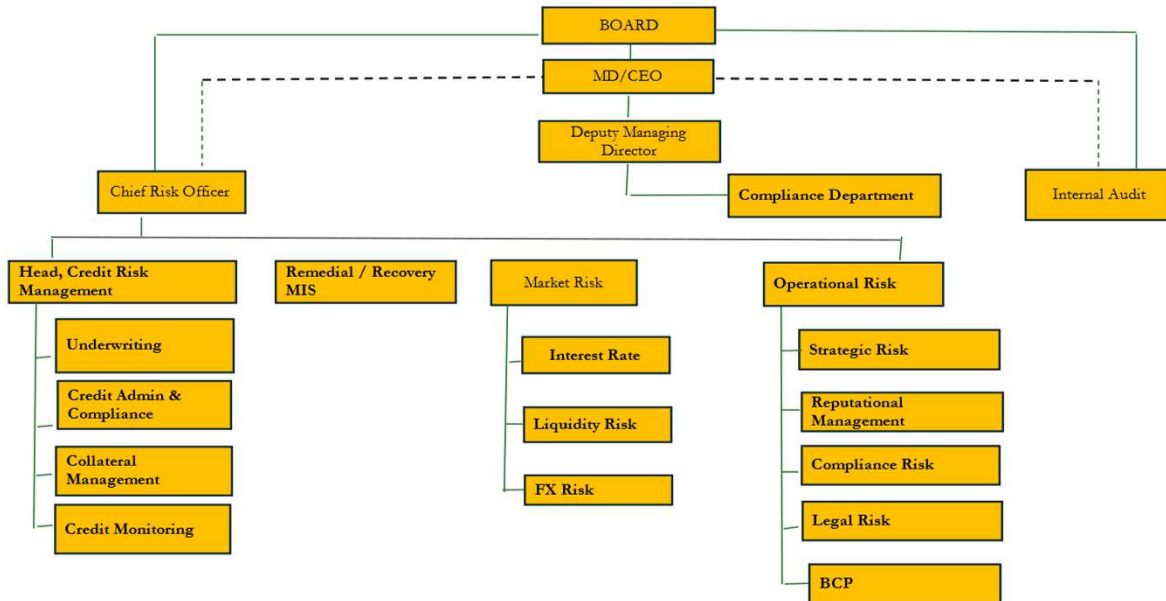 BOARD
MD/CEO
Deputy Managing
Director
Chief Risk Officer
Compliance Department
Internal Audit
Head, Credit Risk
Management
Remedial / Recovery
MIS
Market Risk
Operational Risk
Underwriting
Credit Admin &
Compliance
Collateral
Management
Credit Monitoring
Interest Rate
Liquidity Risk
FX Risk
Strategic Risk
Reputational
Management
Compliance Risk
Legal Risk
BCP